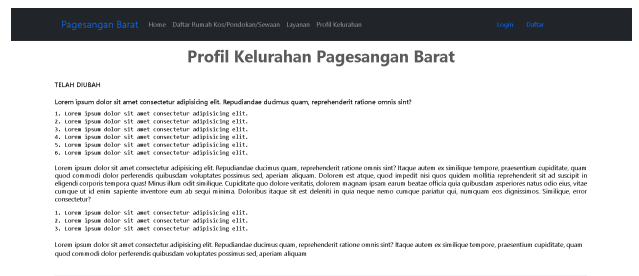 Pagesangan Barat Home Daftar Rumah Kos/Pondokan/Sewaan Layanan Profil Kelurahan Login Daftar
Profil Kelurahan Pagesangan Barat
TELAH DIUBAH
Lorem ipsum dolor sit amet consectetur adipisicing elit. Repudiandae ducimus quam, reprehenderit ratione omnis sint?
1. Lorem ipsum dolor sit amet consectetur adipisicing elit.
2. Lorem ipsum dolor sit amet consectetur adipisicing elit.
3. Lorem ipsum dolor sit amet consectetur adipisicing elit.
4. Lorem ipsum dolor sit amet consectetur adipisicing elit.
5. Lorem ipsum dolor sit amet consectetur adipisicing elit.
6. Lorem ipsum dolor sit amet consectetur adipisicing elit.
Lorem ipsum dolor sit amet consectetur adipisicing elit. Repudiandae ducimus quam, reprehenderit ratione omnis sint? Itaque autem ex similique tempore, praesentium cupiditate, quam
quod commodi dolor perferendis quibusdam voluptates possimus sed, aperiam aliquam. Dolorem est atque, quod impedit nisi quos quidem mollitia reprehenderit sit ad suscipit in
eligendi corporis tempora quas! Minus illum odit similique. Cupiditate quo dolore veritatis, dolorem magnam ipsam earum beatae officia quia quibusdam asperiores natus odio eius, vitae
cumque ut id enim sapiente inventore eum ab sequi minima. Doloribus itaque sit est deleniti in quia neque nemo cumque pariatur qui, numquam eos dignissimos. Similique, error
consectetur?
1. Lorem ipsum dolor sit amet consectetur adipisicing elit.
2. Lorem ipsum dolor sit amet consectetur adipisicing elit.
3. Lorem ipsum dolor sit amet consectetur adipisicing elit.
Lorem ipsum dolor sit amet consectetur adipisicing elit. Repudiandae ducimus quam, reprehenderit ratione omnis sint? Itaque autem ex similique tempore, praesentium cupiditate, quam
quod commodi dolor perferendis quibusdam voluptates possimus sed, aperiam aliquam